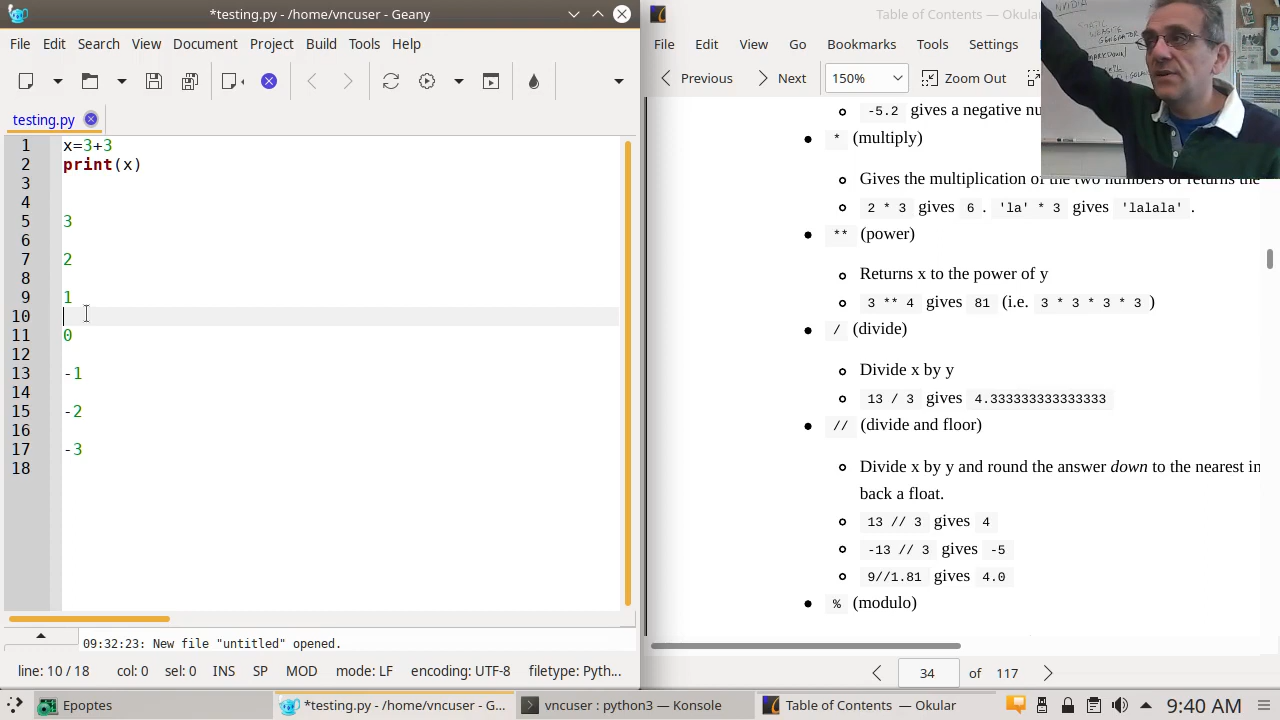 *testing.py - /home/vncuser - Geany
File Edit Search View Document Project Build Tools Help
testing.py
1 x=3+3
2 print(x)
3
4
5 3
6
7 2
8
9 1
10
11 0
12
13 -1
14
15 -2
16
17 -3
18
09:32:23: New file "untitled" opened.
line: 10 / 18 col: 0 sel: 0 INS SP MOD mode: LF encoding: UTF-8 filetype: Pyth...
Table of Contents — Okular
File Edit View Go Bookmarks Tools Settings
Previous Next 150% Zoom Out
-5.2 gives a negative nu
* (multiply)
Gives the multiplication of the two numbers or returns the
2 * 3 gives 6 . 'la' * 3 gives 'lalala' .
** (power)
Returns x to the power of y
3 ** 4 gives 81 (i.e. 3 * 3 * 3 * 3 )
/ (divide)
Divide x by y
13 / 3 gives 4.333333333333333
// (divide and floor)
Divide x by y and round the answer down to the nearest in
back a float.
13 // 3 gives 4
-13 // 3 gives -5
9//1.81 gives 4.0
% (modulo)
34 of 117
NVIDIA
STATIC
WEBSITE
GENERATOR
Epoptes
*testing.py - /home/vncuser - G...
vncuser : python3 — Konsole
Table of Contents — Okular
9:40 AM